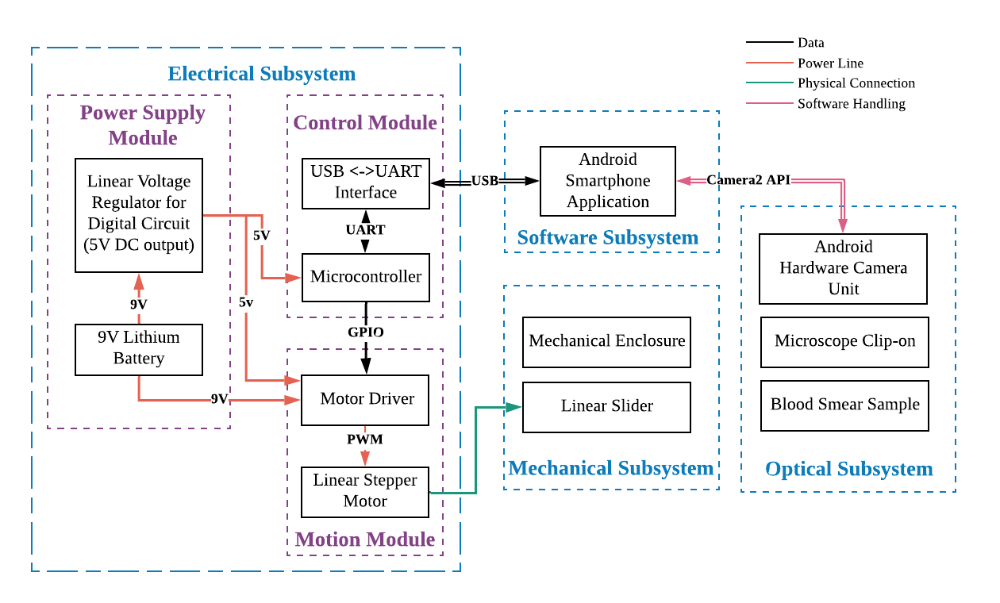 Data
Power Line
Physical Connection
Software Handling
Electrical Subsystem
Power Supply
Module
Linear Voltage
Regulator for
Digital Circuit
(5V DC output)
9V
9V Lithium
Battery
9V
5V
5v
Control Module
USB <->UART
Interface
UART
Microcontroller
GPIO
Motor Driver
PWM
Linear Stepper
Motor
Motion Module
USB
Android
Smartphone
Application
Software Subsystem
Camera2 API
Mechanical Enclosure
Linear Slider
Mechanical Subsystem
Android
Hardware Camera
Unit
Microscope Clip-on
Blood Smear Sample
Optical Subsystem